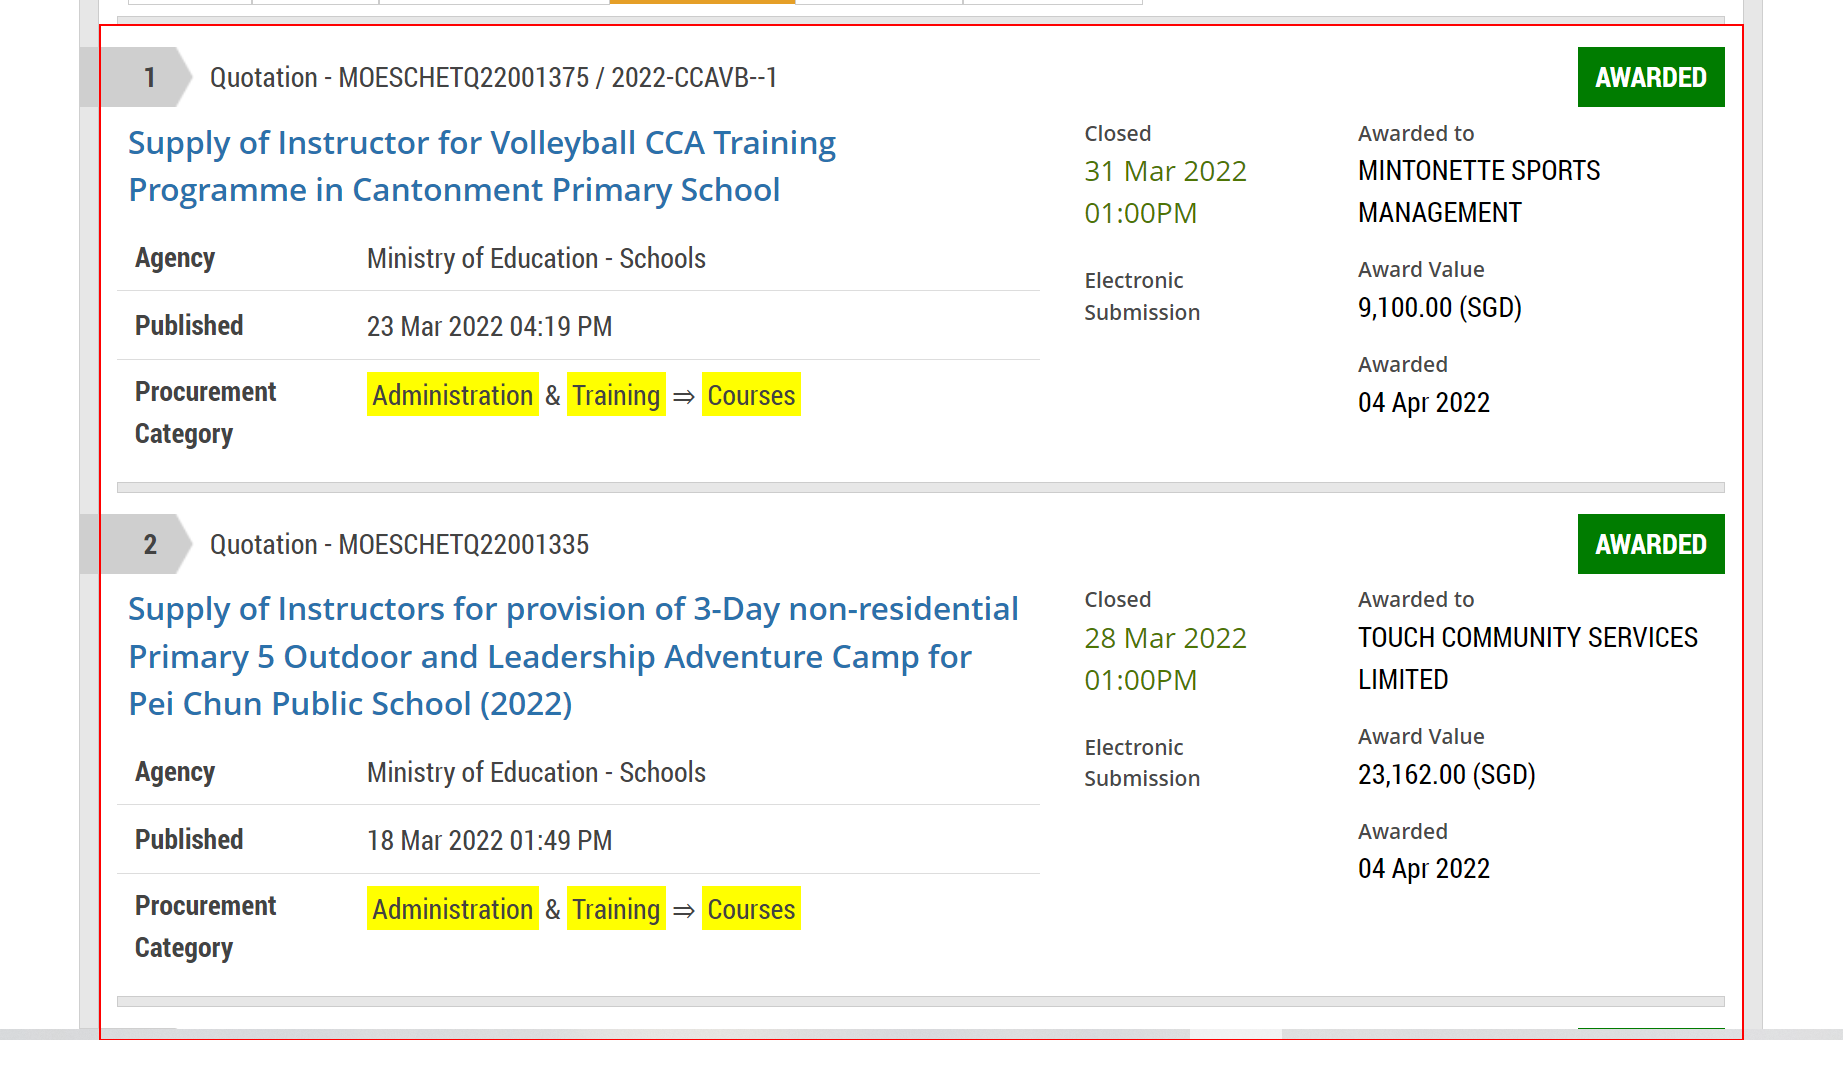 1
Quotation - MOESCHETQ22001375 / 2022-CCAVB--1
AWARDED
Supply of Instructor for Volleyball CCA Training
Programme in Cantonment Primary School
Agency
Ministry of Education - Schools
Published
23 Mar 2022 04:19 PM
Procurement
Category
Administration & Training ⇒ Courses
Closed
31 Mar 2022
01:00PM
Electronic
Submission
Awarded to
MINTONETTE SPORTS
MANAGEMENT
Award Value
9,100.00 (SGD)
Awarded
04 Apr 2022
2
Quotation - MOESCHETQ22001335
AWARDED
Supply of Instructors for provision of 3-Day non-residential
Primary 5 Outdoor and Leadership Adventure Camp for
Pei Chun Public School (2022)
Agency
Ministry of Education - Schools
Published
18 Mar 2022 01:49 PM
Procurement
Category
Administration & Training ⇒ Courses
Closed
28 Mar 2022
01:00PM
Electronic
Submission
Awarded to
TOUCH COMMUNITY SERVICES
LIMITED
Award Value
23,162.00 (SGD)
Awarded
04 Apr 2022